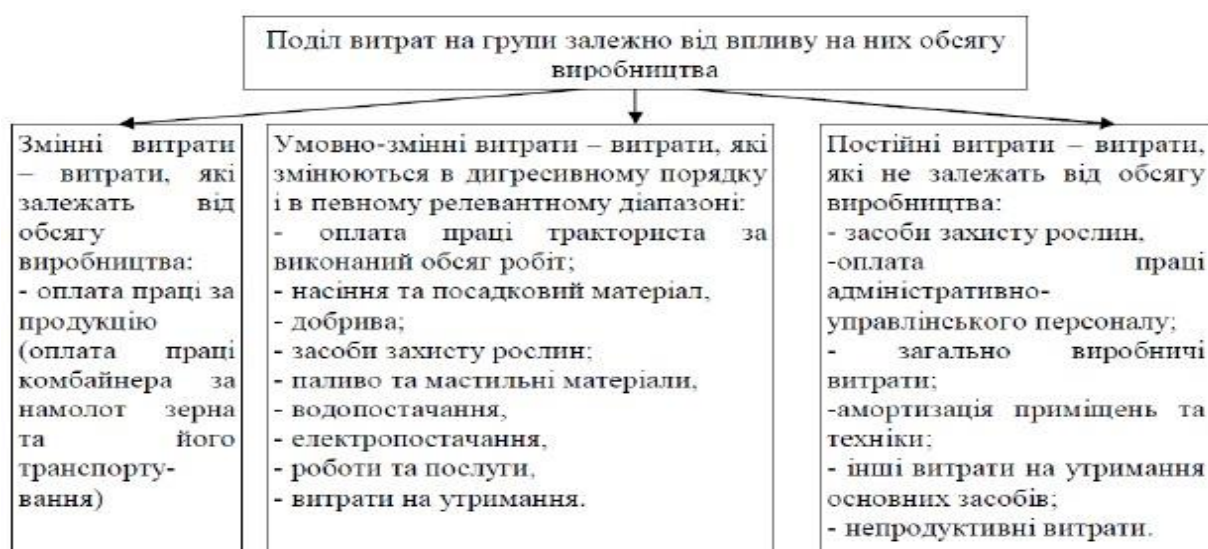 Поділ витрат на групи залежно від впливу на них обсягу
виробництва
Змінні витрати
– витрати, які
залежать від
обсягу
виробництва:
- оплата праці за
продукцію
(оплата праці
комбайнера за
намолот зерна
та його
транспорту-
вання)
Умовно-змінні витрати – витрати, які
змінюються в дигресивному порядку
і в певному релевантному діапазоні:
- оплата праці тракториста за
виконаний обсяг робіт;
- насіння та посадковий матеріал,
- добрива;
- засоби захисту рослин;
- паливо та мастильні матеріали,
- водопостачання,
- електропостачання,
- роботи та послуги,
- витрати на утримання.
Постійні витрати – витрати,
які не залежать від обсягу
виробництва:
- засоби захисту рослин,
-оплата праці
адміністративно-
управлінського персоналу;
- загально виробничі
витрати;
-амортизація приміщень та
техніки;
- інші витрати на утримання
основних засобів;
- непродуктивні витрати.